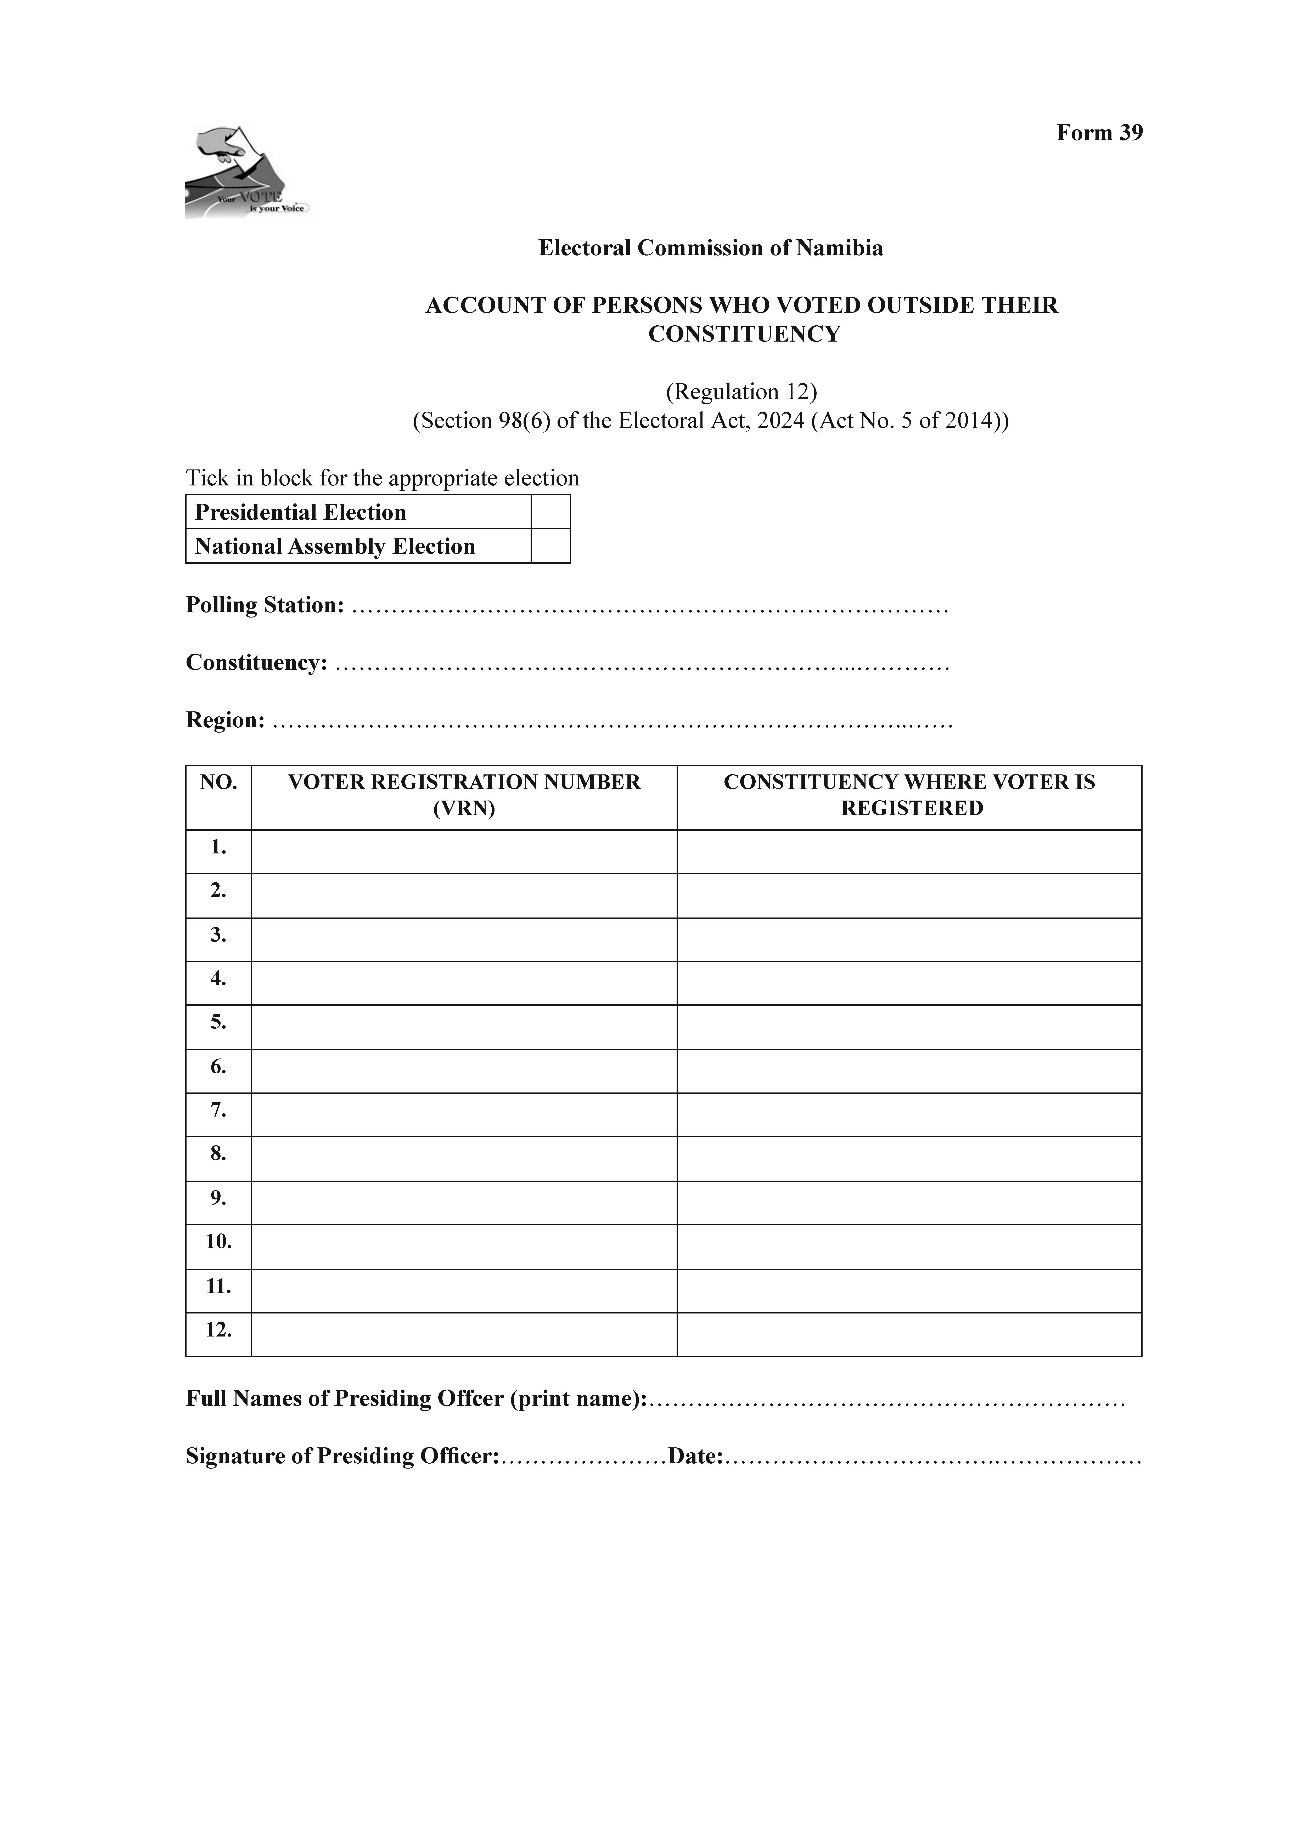 Form 39
Your VOTE
is your Voice
Electoral Commission of Namibia
ACCOUNT OF PERSONS WHO VOTED OUTSIDE THEIR
CONSTITUENCY
(Regulation 12)
(Section 98(6) of the Electoral Act, 2024 (Act No. 5 of 2014))
Tick in block for the appropriate election
Presidential Election
National Assembly Election
Polling Station: …………………………………………………………………
Constituency: ………………………………………………………...…………
Region: ……………………………………………………………………..……
NO. VOTER REGISTRATION NUMBER CONSTITUENCY WHERE VOTER IS
(VRN) REGISTERED
1.
2.
3.
4.
5.
6.
7.
8.
9.
10.
11.
12.
Full Names of Presiding Offcer (print name):……………………………………………………
Signature of Presiding Officer:…………………Date:…………………………….…………….…